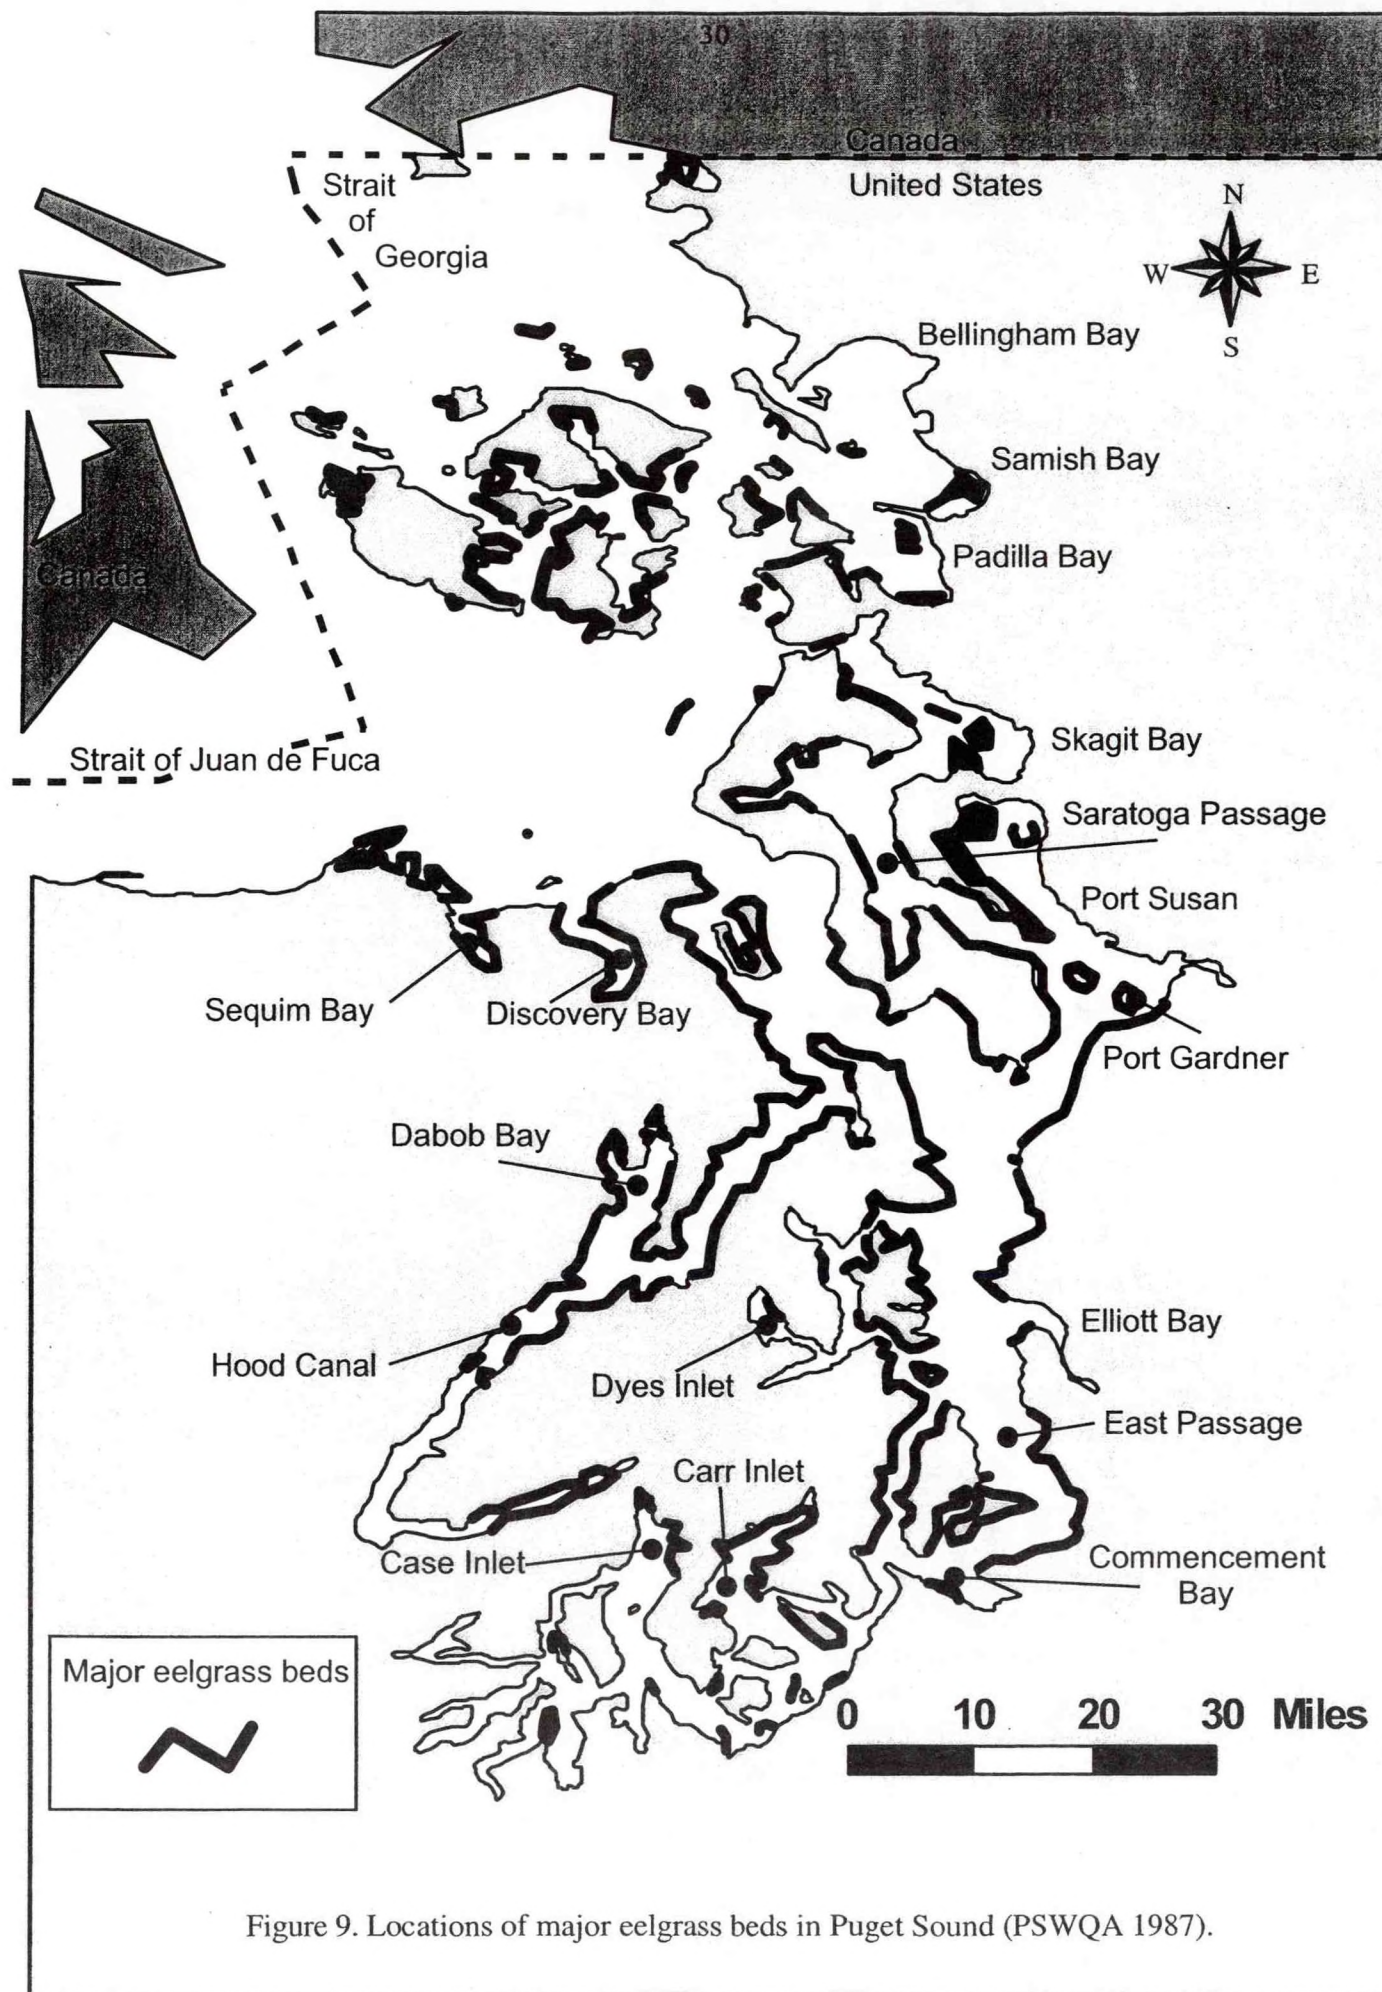 30
Canada
United States
Strait
of
Georgia
N
W
E
S
Bellingham Bay
Samish Bay
Padilla Bay
Canada
Strait of Juan de Fuca
Skagit Bay
Saratoga Passage
Port Susan
Sequim Bay
Discovery Bay
Port Gardner
Dabob Bay
Elliott Bay
Hood Canal
Dyes Inlet
East Passage
Carr Inlet
Case Inlet
Commencement
Bay
Major eelgrass beds
0 10 20 30 Miles
Figure 9. Locations of major eelgrass beds in Puget Sound (PSWQA 1987).